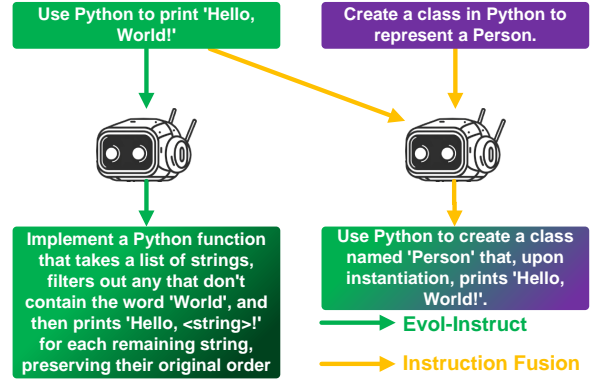 Use Python to print 'Hello,
World!'
Create a class in Python to
represent a Person.
Implement a Python function
that takes a list of strings,
filters out any that don't
contain the word 'World', and
then prints 'Hello, <string>!'
for each remaining string,
preserving their original order
Use Python to create a class
named 'Person' that, upon
instantiation, prints 'Hello,
World!'.
Evol-Instruct
Instruction Fusion